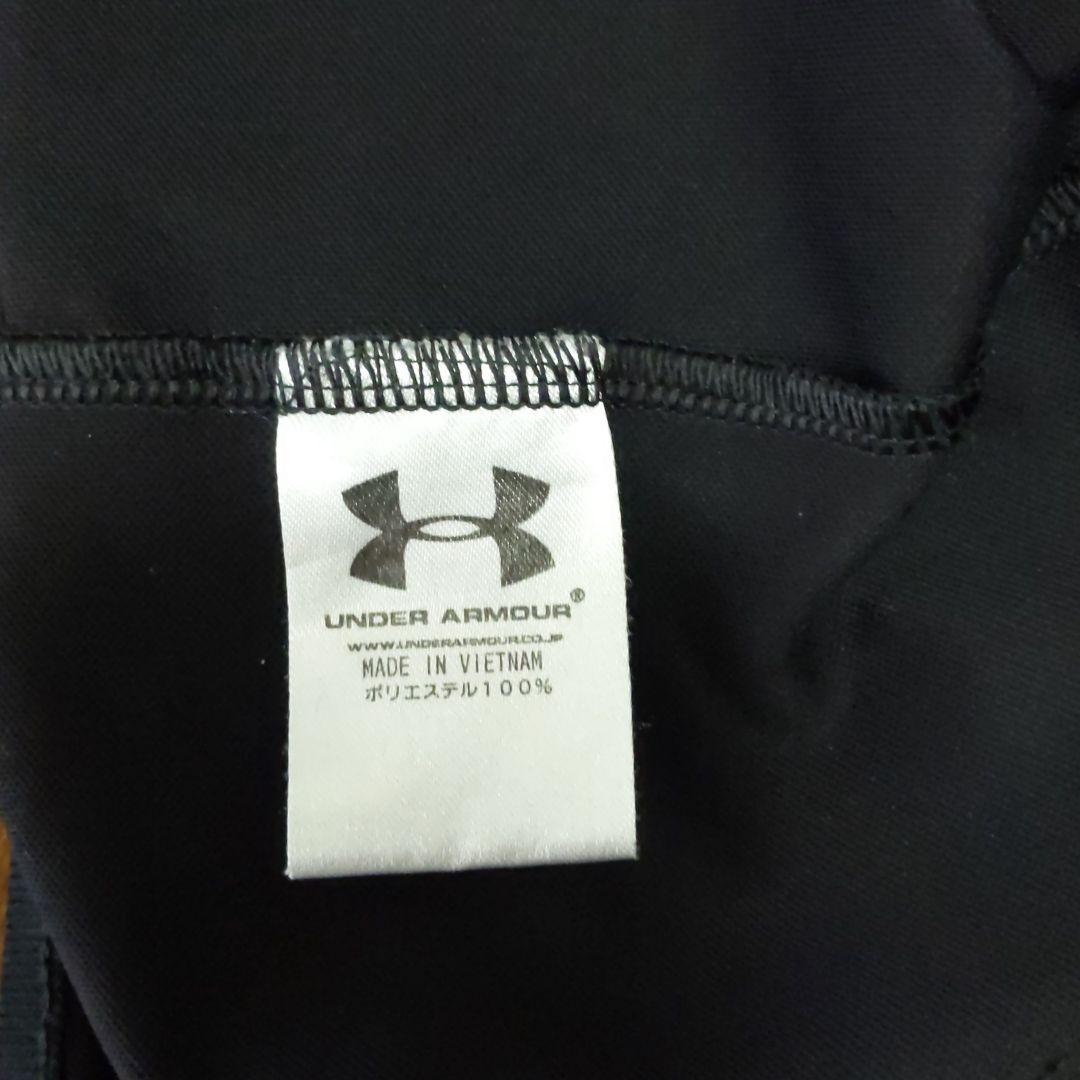 UNDER ARMOUR®
WWW.UNDERARMOUR.CO.JP
MADE IN VIETNAM
ポリエステル100%